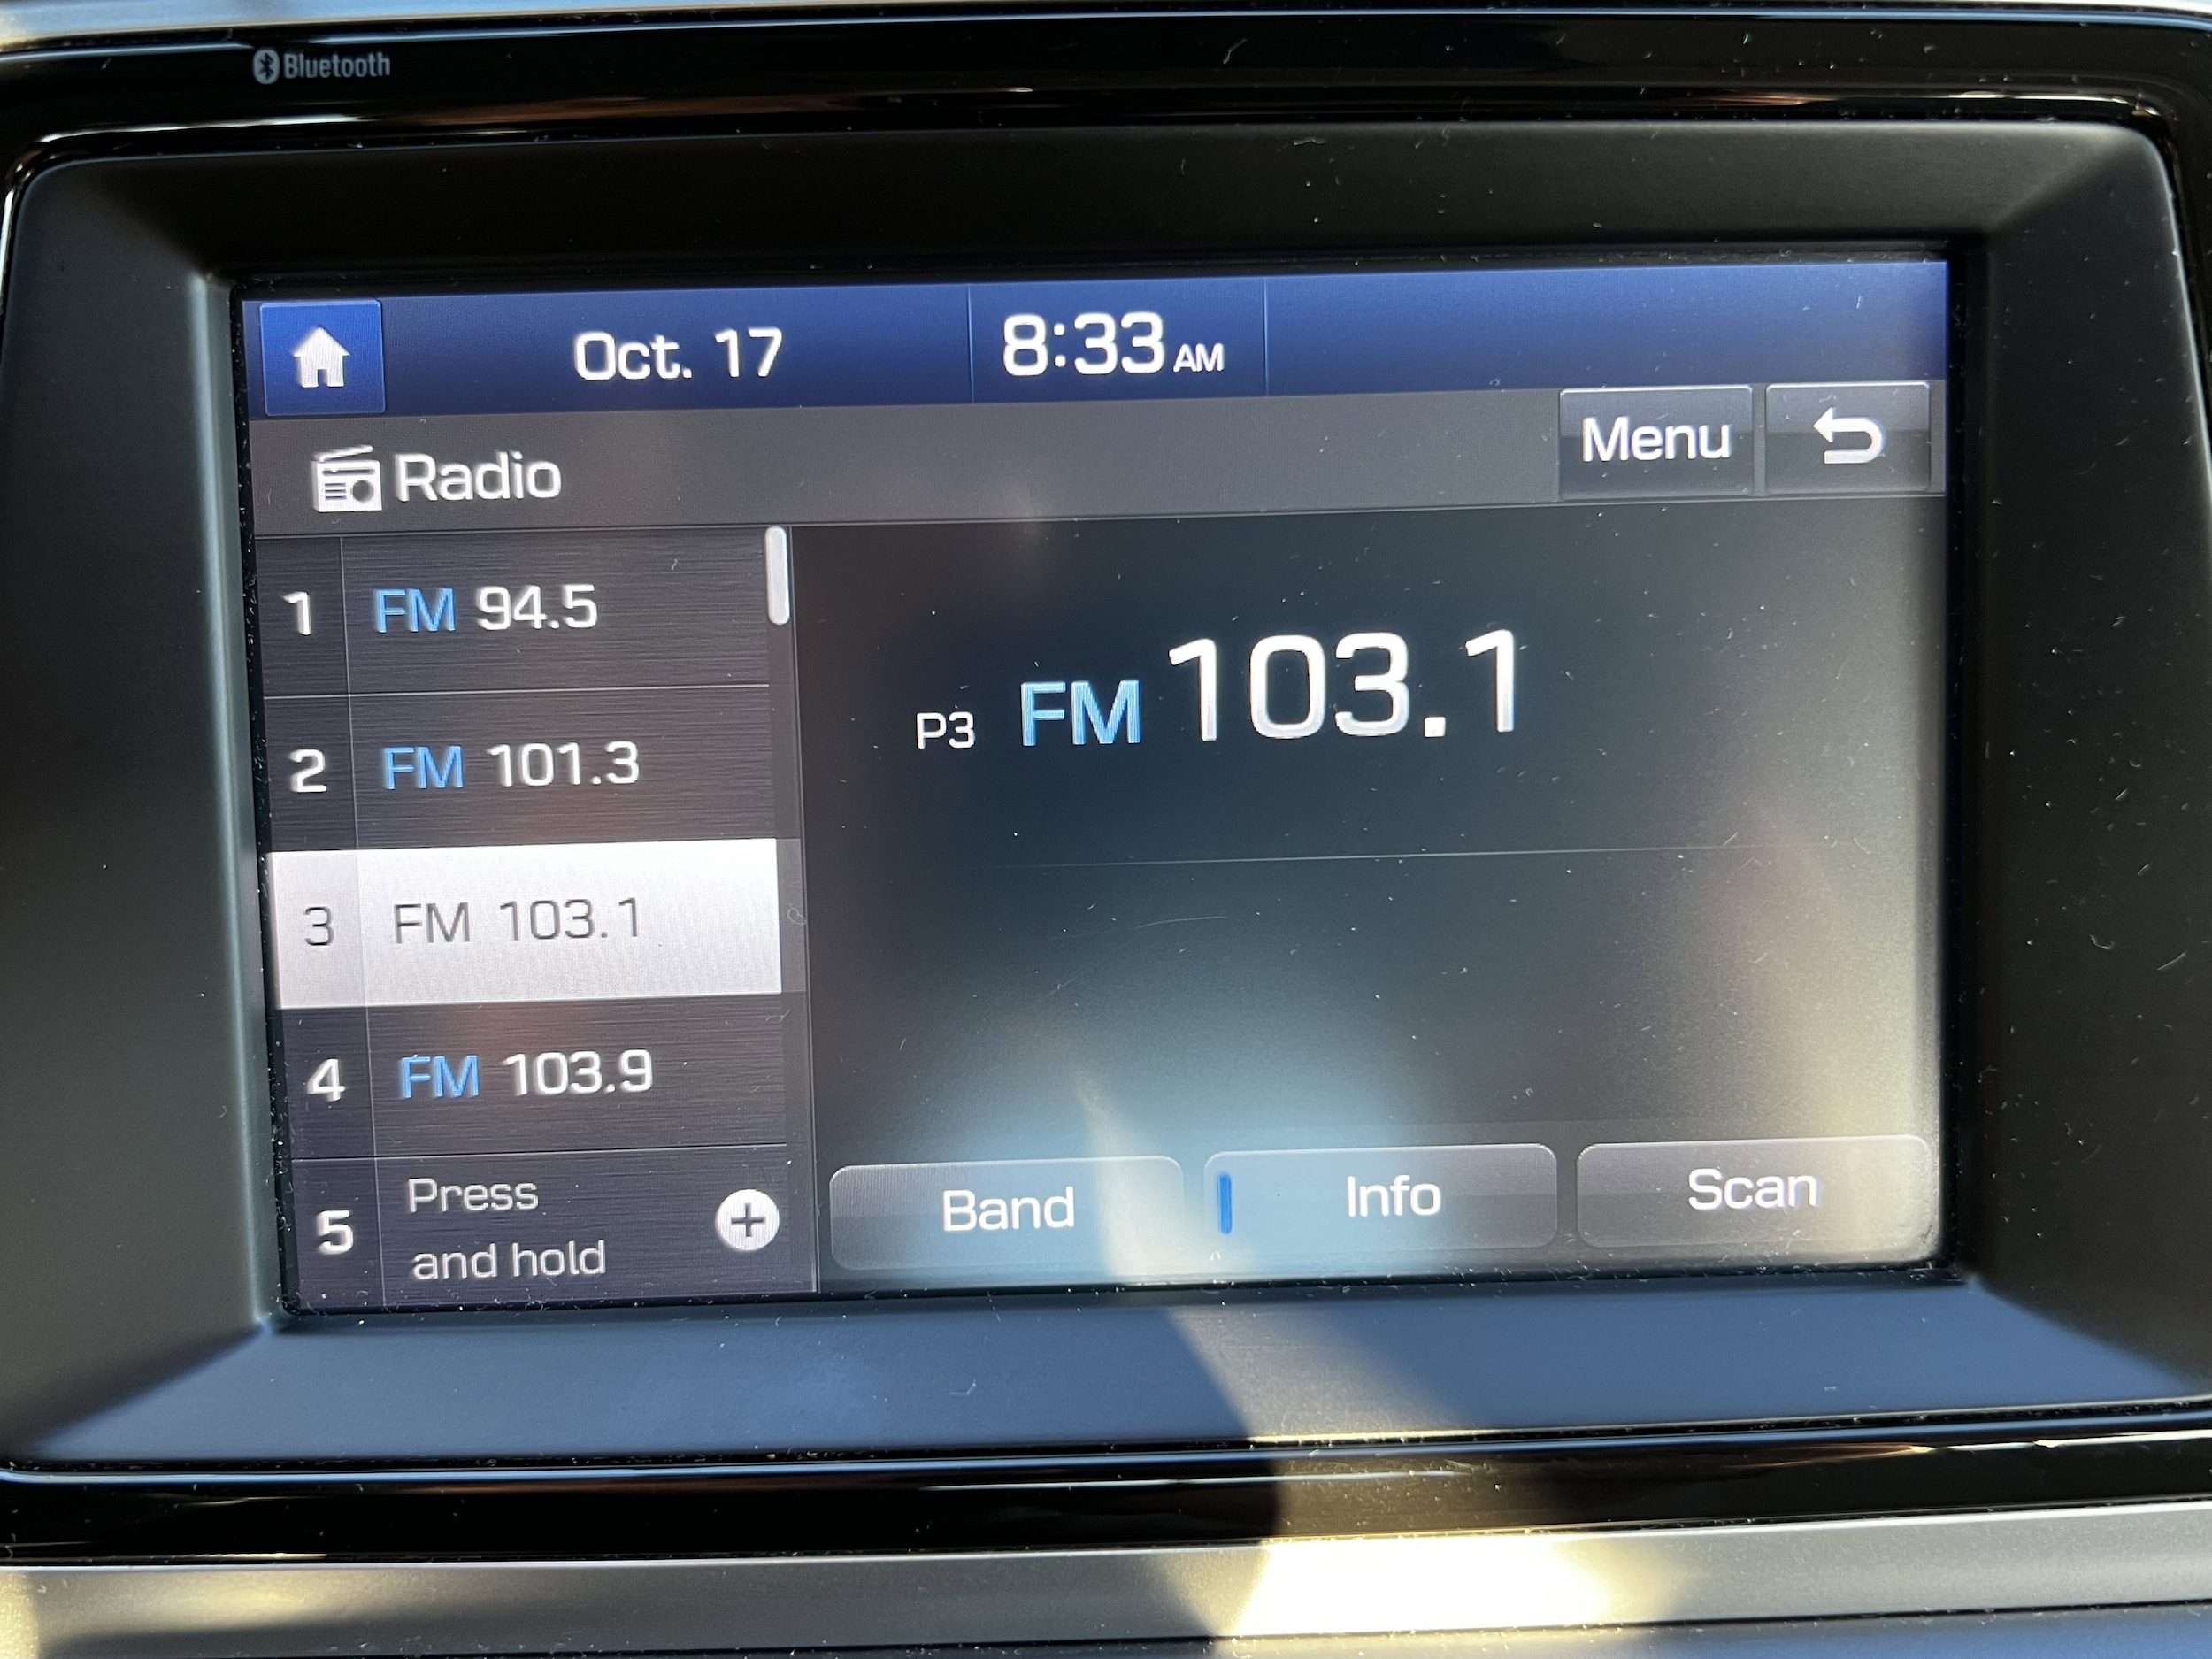 Bluetooth
Oct. 17
8:33 AM
Radio
Menu
1 FM 94.5
2 FM 101.3
3 FM 103.1
4 FM 103.9
5 Press
and hold
P3 FM 103.1
Band
Info
Scan